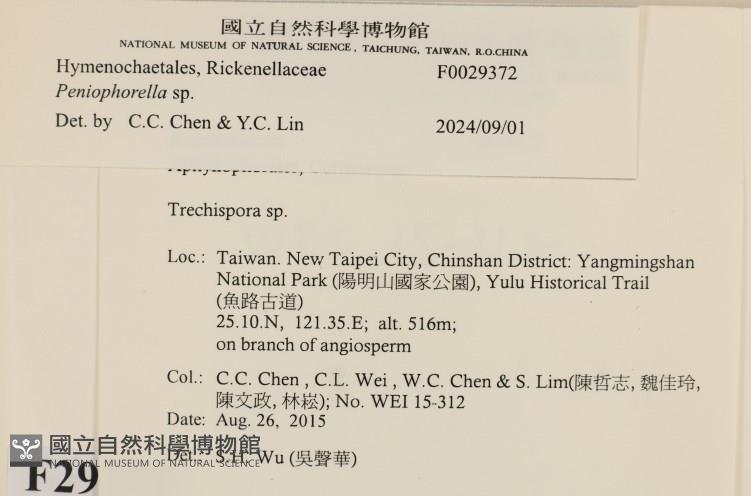 國立自然科學博物館
NATIONAL MUSEUM OF NATURAL SCIENCE, TAICHUNG, TAIWAN, R.O.CHINA
Hymenochaetales, Rickenellaceae F0029372
Peniophorella sp.
Det. by C.C. Chen & Y.C. Lin 2024/09/01
Trechispora sp.
Loc.: Taiwan. New Taipei City, Chinshan District: Yangmingshan
National Park (陽明山國家公園), Yulu Historical Trail
(魚路古道)
25.10.N, 121.35.E; alt. 516m;
on branch of angiosperm
Col.: C.C. Chen , C.L. Wei , W.C. Chen & S. Lim(陳哲志, 魏佳玲,
陳文政, 林崧); No. WEI 15-312
Date: Aug. 26, 2015
S.H. Wu (吳聲華)
國立自然科學博物館
NATIONAL MUSEUM OF NATURAL SCIENCE
F29